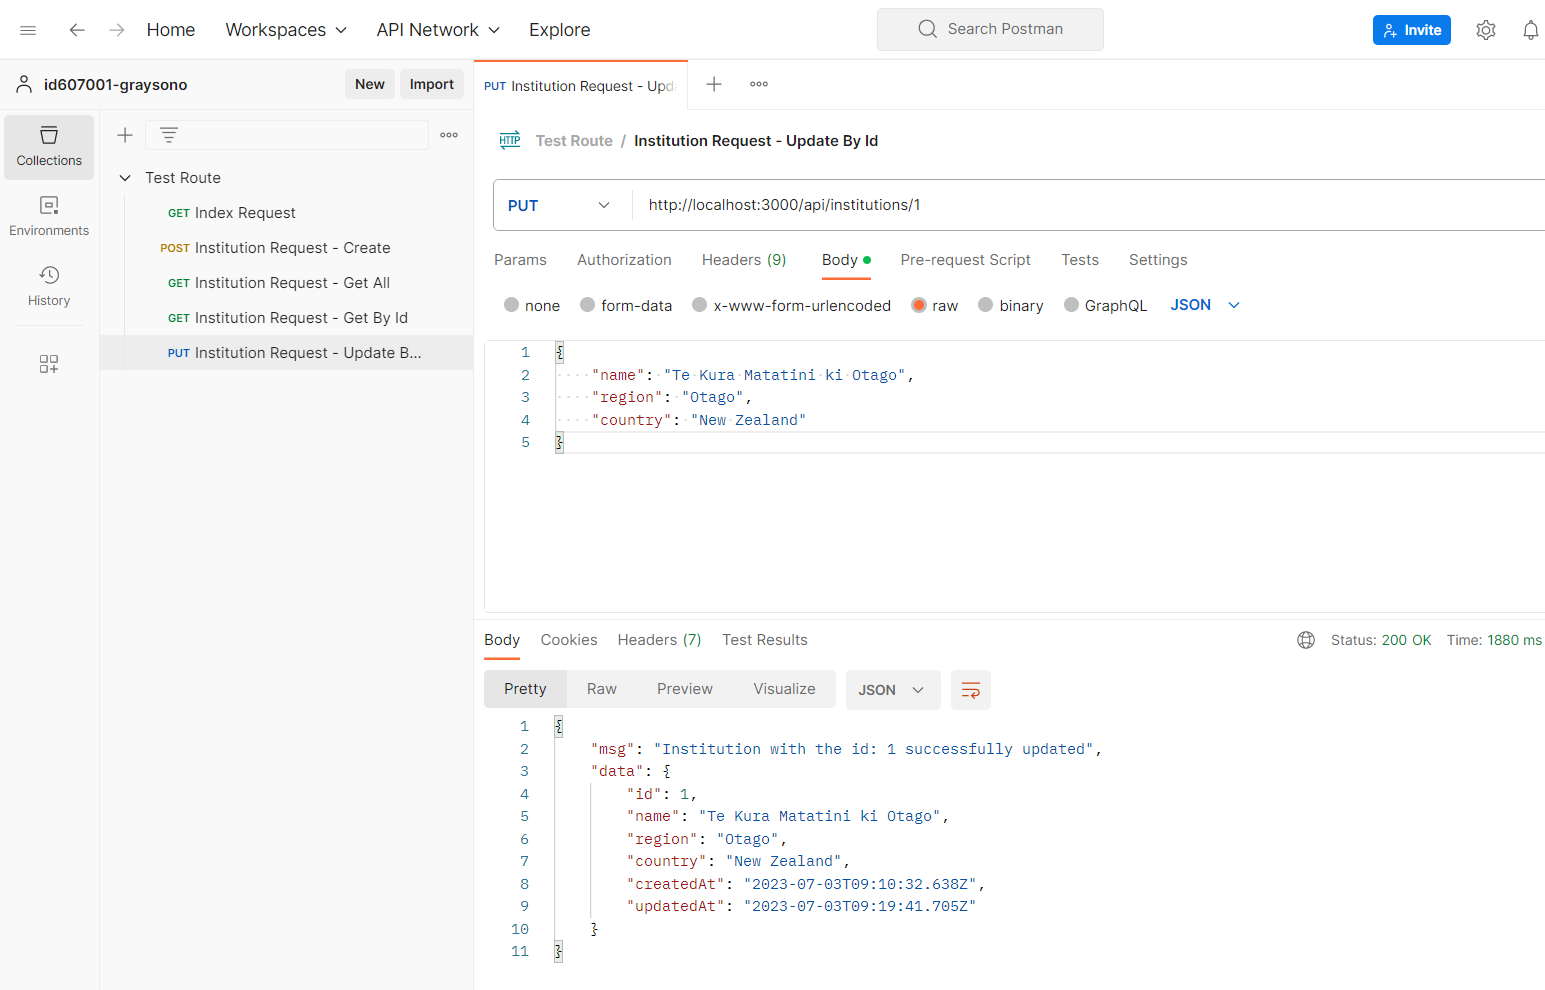 Home Workspaces API Network Explore Search Postman Invite
id607001-graysono New Import PUT Institution Request - Upd
Collections
Environments
History
Test Route
GET Index Request
POST Institution Request - Create
GET Institution Request - Get All
GET Institution Request - Get By Id
PUT Institution Request - Update B...
HTTP Test Route / Institution Request - Update By Id
PUT http://localhost:3000/api/institutions/1
Params Authorization Headers (9) Body Pre-request Script Tests Settings
none form-data x-www-form-urlencoded raw binary GraphQL JSON
1 {
2 "name": "Te Kura Matatini ki Otago",
3 "region": "Otago",
4 "country": "New Zealand"
5 }
Body Cookies Headers (7) Test Results Status: 200 OK Time: 1880 ms
Pretty Raw Preview Visualize JSON
1 {
2 "msg": "Institution with the id: 1 successfully updated",
3 "data": {
4 "id": 1,
5 "name": "Te Kura Matatini ki Otago",
6 "region": "Otago",
7 "country": "New Zealand",
8 "createdAt": "2023-07-03T09:10:32.638Z",
9 "updatedAt": "2023-07-03T09:19:41.705Z"
10 }
11 }